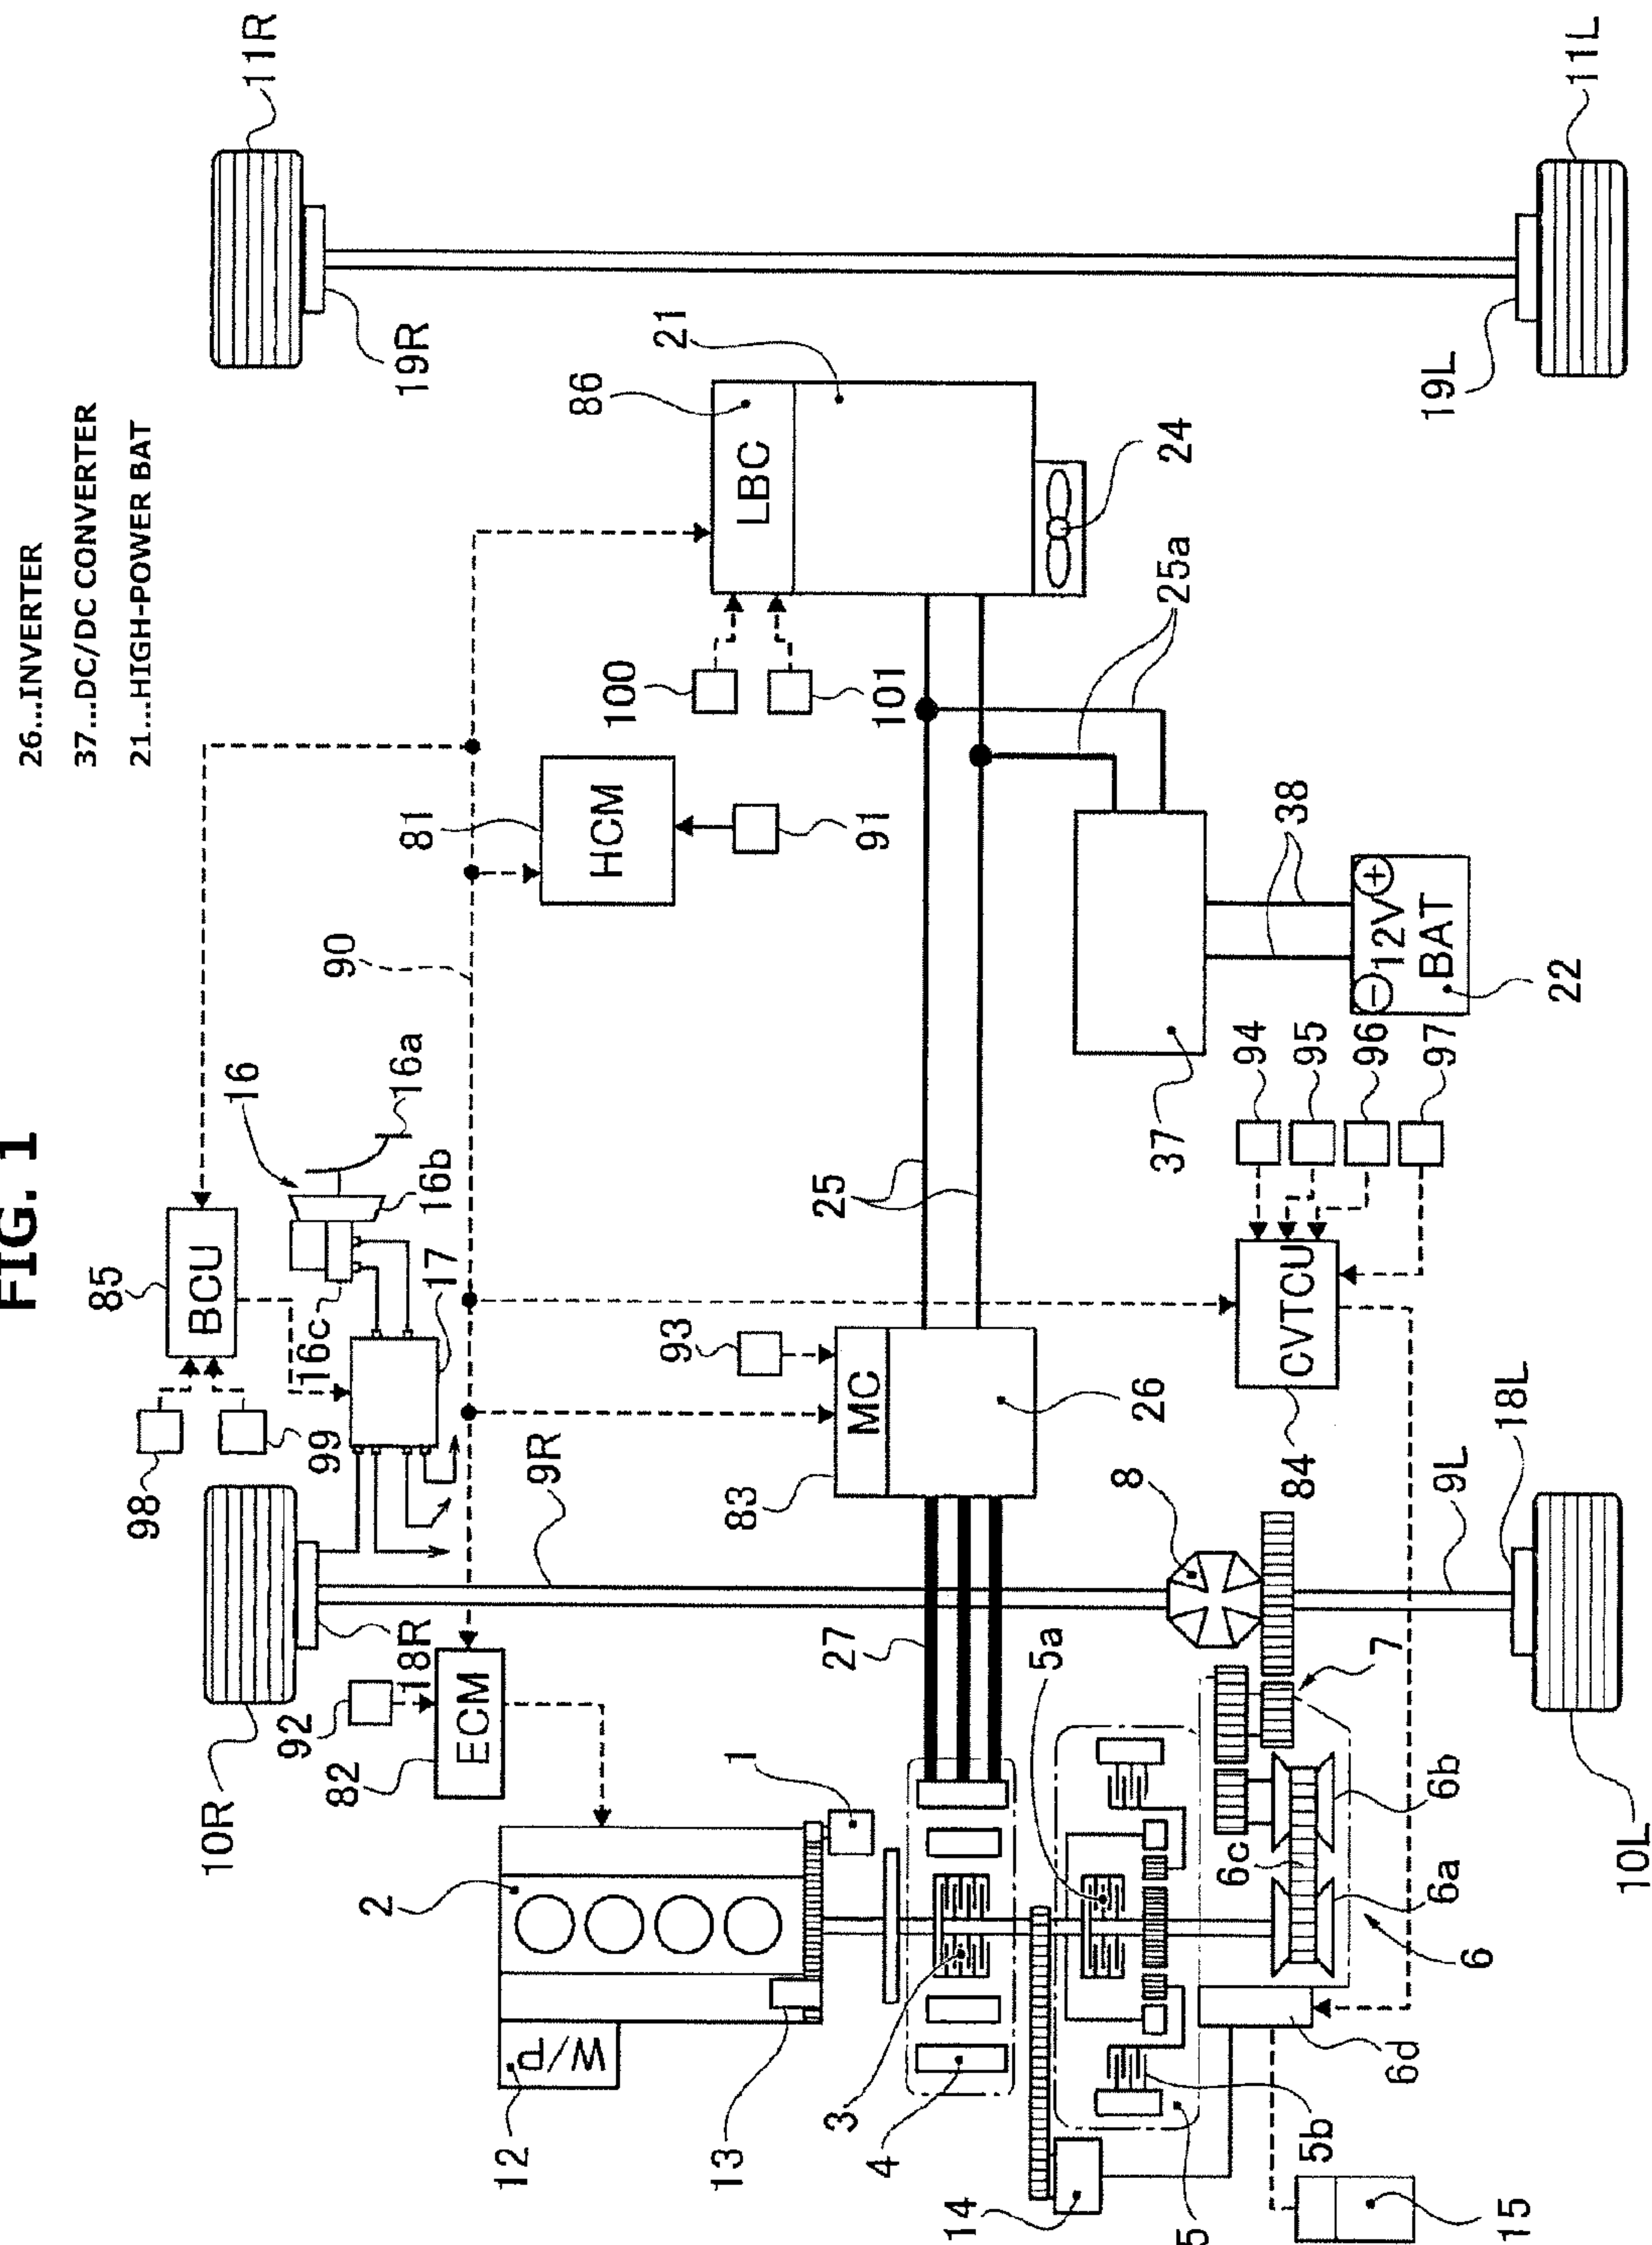 FIG. 1
26...INVERTER
37...DC/DC CONVERTER
21...HIGH-POWER BAT
10R
18R
92
82
ECM
98
99
85
BCU
16
16a
16b
16c
17
90
81
HCM
91
86
LBC
21
100
101
24
11R
19R
19L
11L
12
W/P
2
13
1
9R
27
83
MC
93
26
25
25a
37
38
12V
BAT
22
94
95
96
97
CVTCU
84
3
4
14
5
5a
5b
15
6
6a
6b
6c
6d
7
8
9L
18L
10L